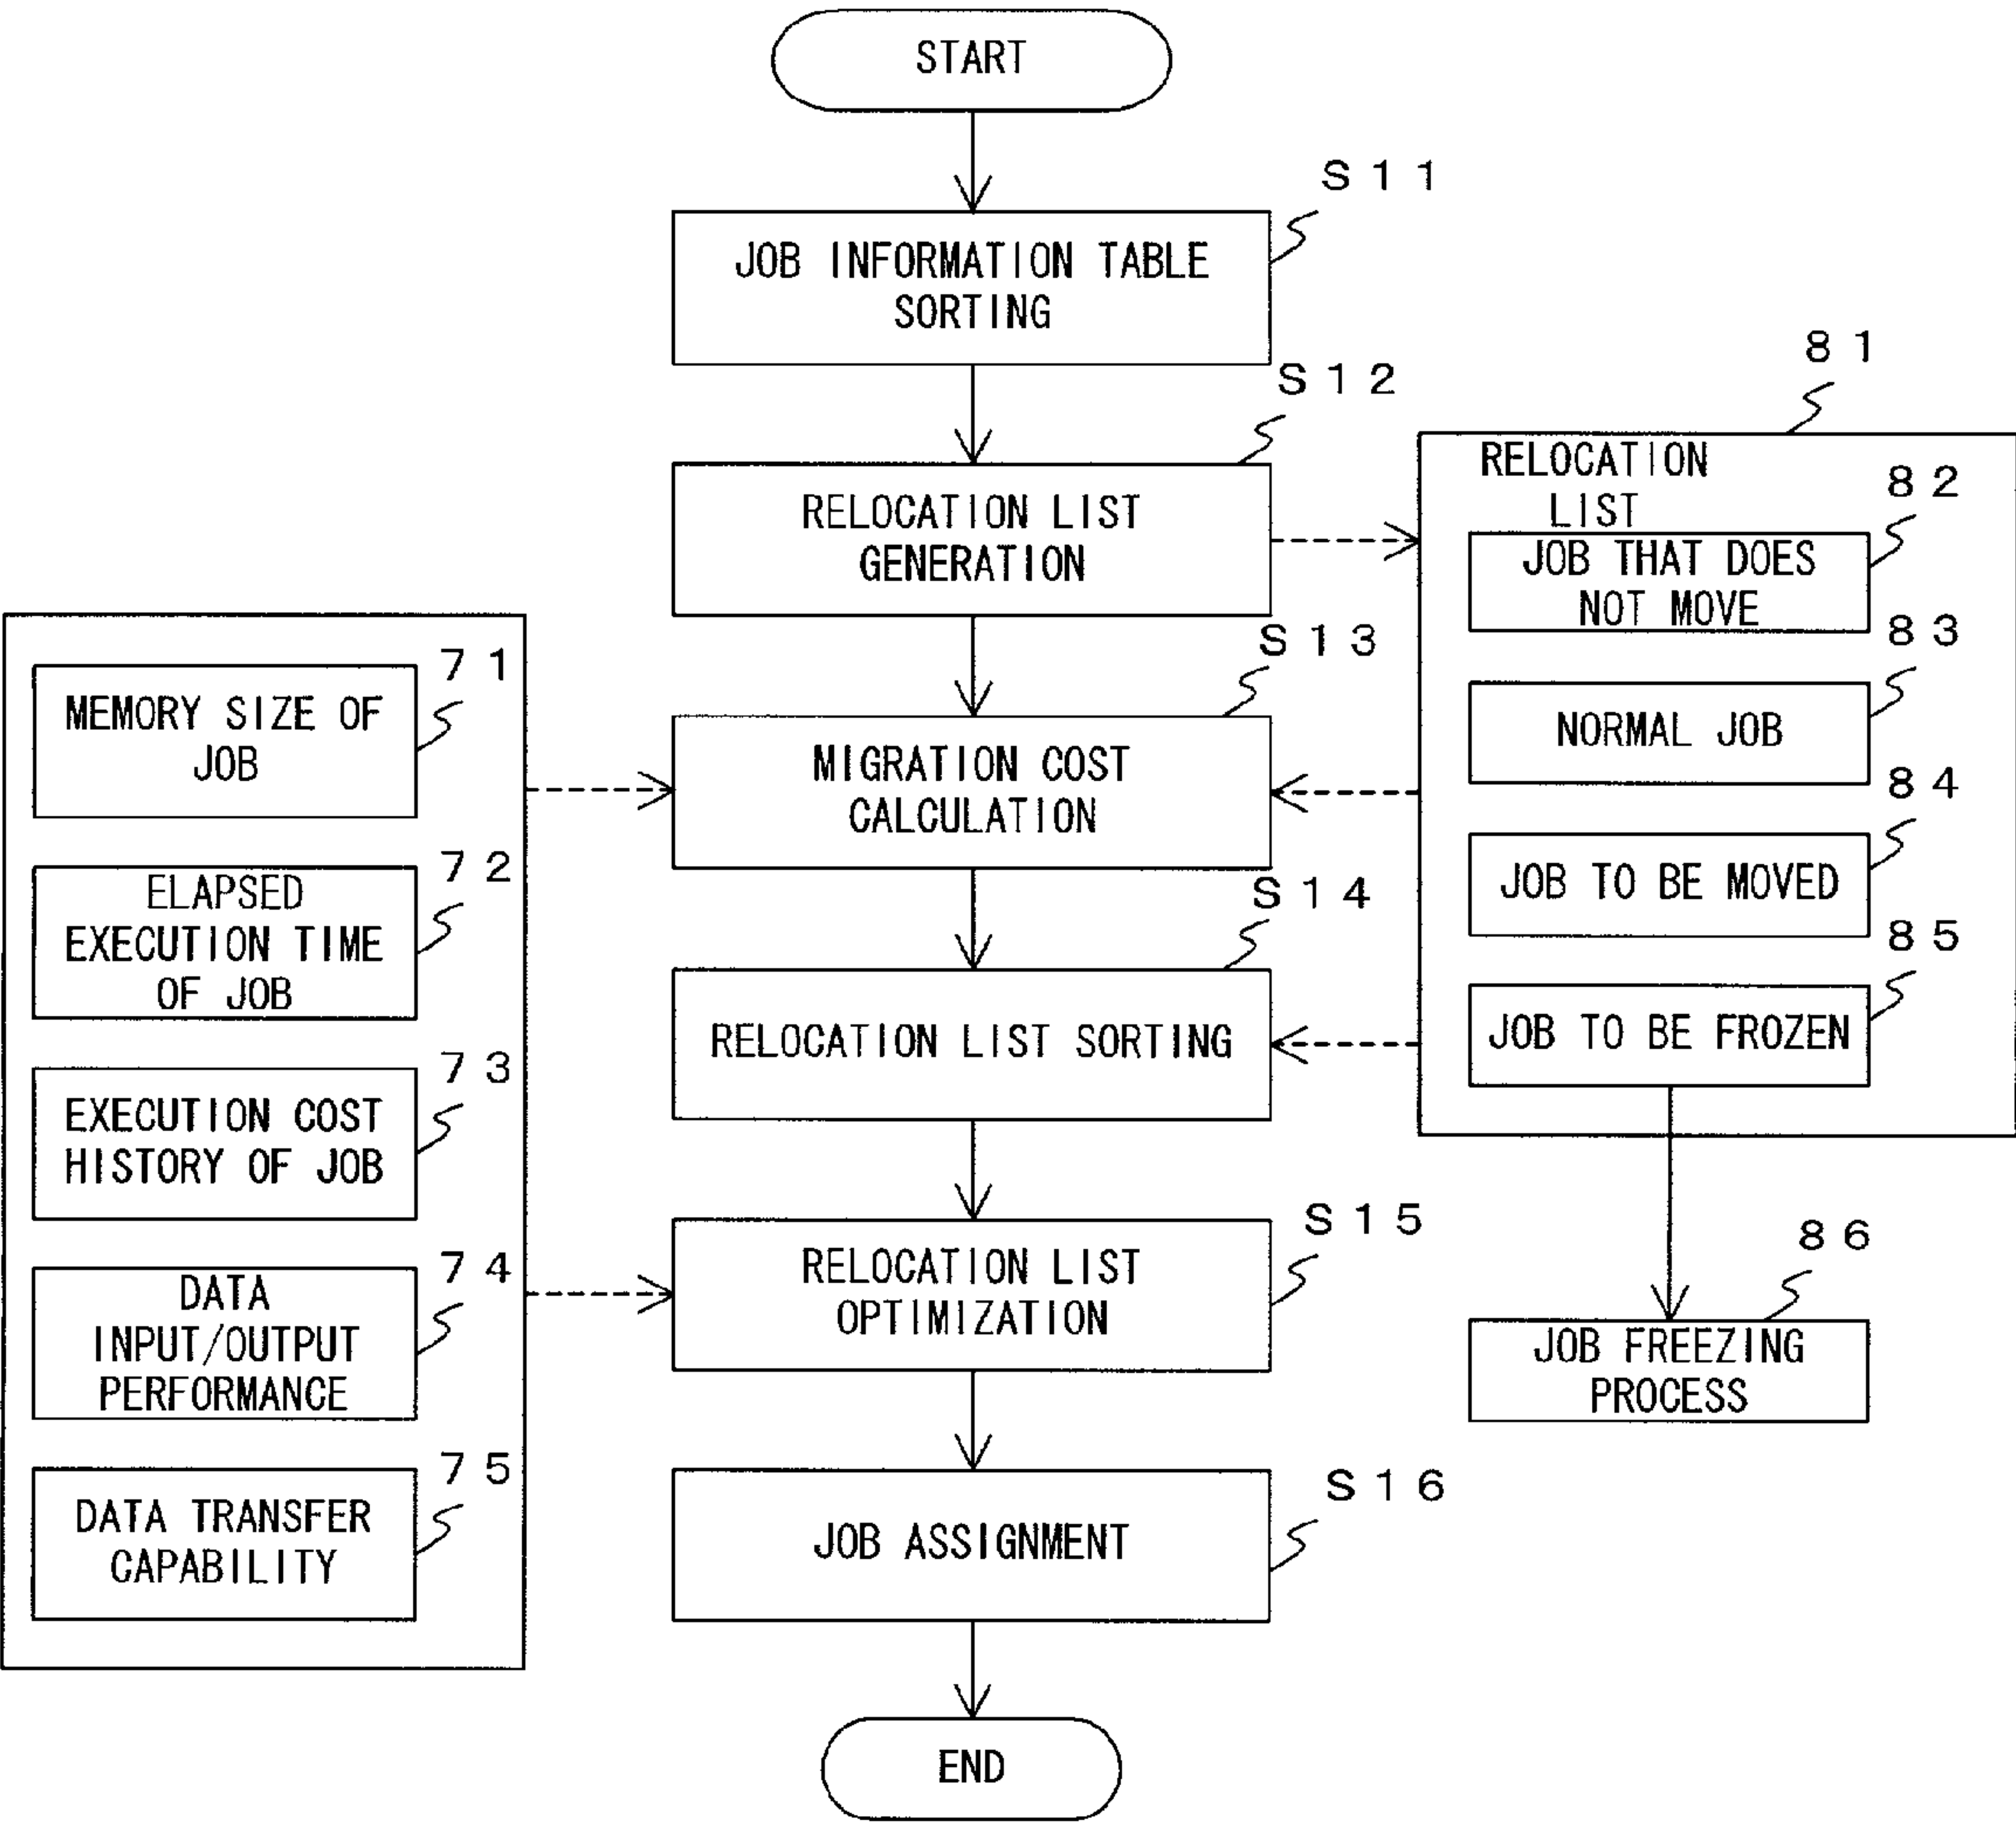 START
S11
JOB INFORMATION TABLE
SORTING
S12
RELOCATION LIST
GENERATION
S13
MIGRATION COST
CALCULATION
S14
RELOCATION LIST SORTING
S15
RELOCATION LIST
OPTIMIZATION
S16
JOB ASSIGNMENT
END
71
MEMORY SIZE OF
JOB
72
ELAPSED
EXECUTION TIME
OF JOB
73
EXECUTION COST
HISTORY OF JOB
74
DATA
INPUT/OUTPUT
PERFORMANCE
75
DATA TRANSFER
CAPABILITY
81
RELOCATION
LIST
82
JOB THAT DOES
NOT MOVE
83
NORMAL JOB
84
JOB TO BE MOVED
85
JOB TO BE FROZEN
86
JOB FREEZING
PROCESS